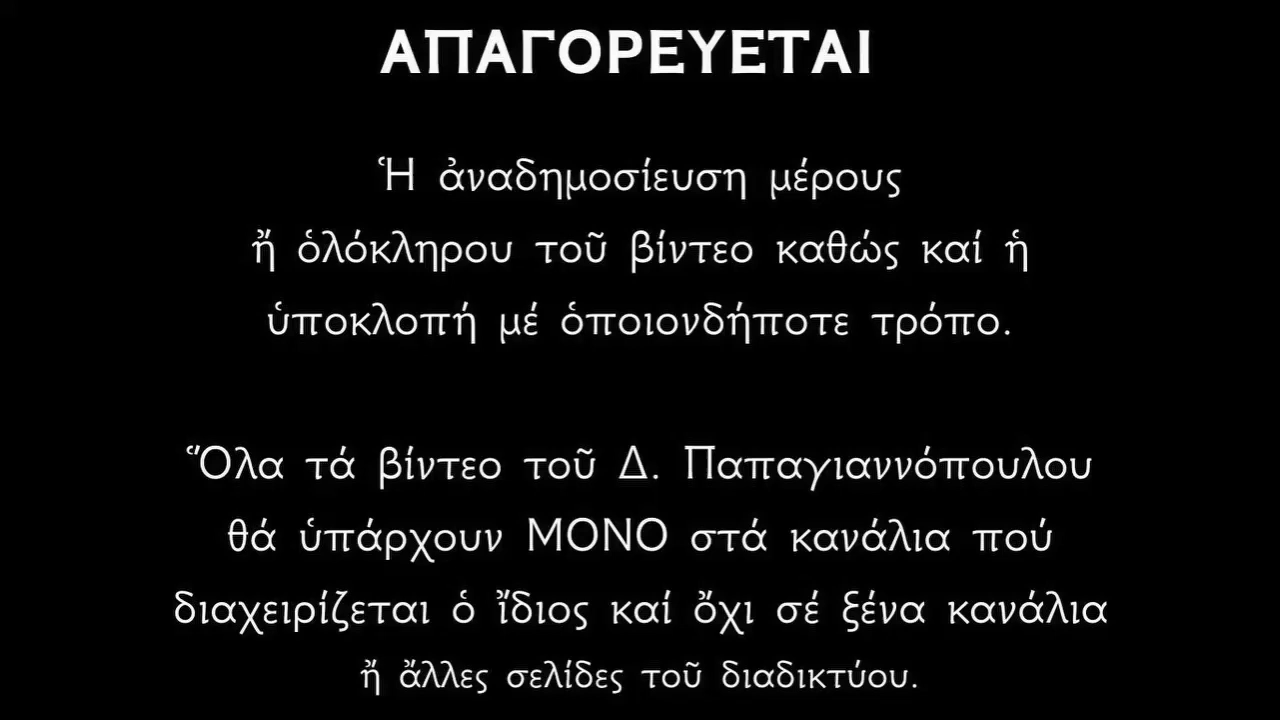 ΑΠΑΓΟΡΕΥΕΤΑΙ
Ἡ ἀναδημοσίευση μέρους
ἤ ὁλόκληρου τοῦ βίντεο καθώς καί ἡ
ὑποκλοπή μέ ὁποιονδήποτε τρόπο.
Ὅλα τά βίντεο τοῦ Δ. Παπαγιαννόπουλου
θά ὑπάρχουν ΜΟΝΟ στά κανάλια πού
διαχειρίζεται ὁ ἴδιος καί ὄχι σέ ξένα κανάλια
ἤ ἄλλες σελίδες τοῦ διαδικτύου.